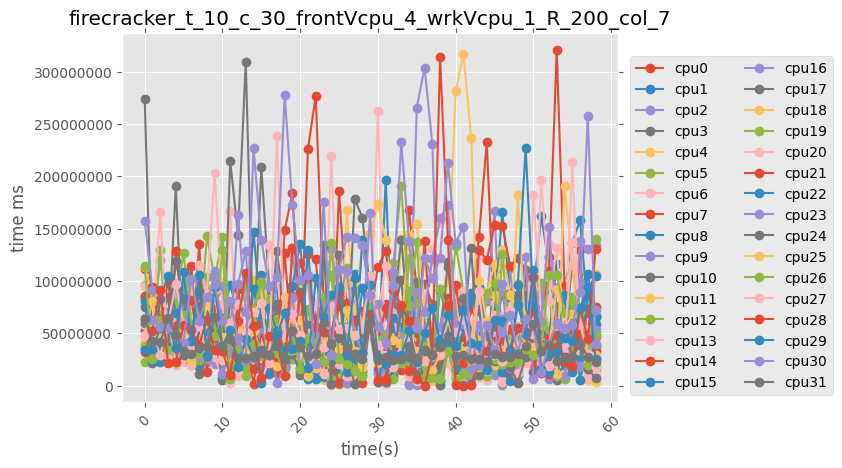 firecracker_t_10_c_30_frontVcpu_4_wrkVcpu_1_R_200_col_7
time ms
300000000
250000000
200000000
150000000
100000000
50000000
0
0
10
20
30
40
50
60
time(s)
cpu0
cpu1
cpu2
cpu3
cpu4
cpu5
cpu6
cpu7
cpu8
cpu9
cpu10
cpu11
cpu12
cpu13
cpu14
cpu15
cpu16
cpu17
cpu18
cpu19
cpu20
cpu21
cpu22
cpu23
cpu24
cpu25
cpu26
cpu27
cpu28
cpu29
cpu30
cpu31